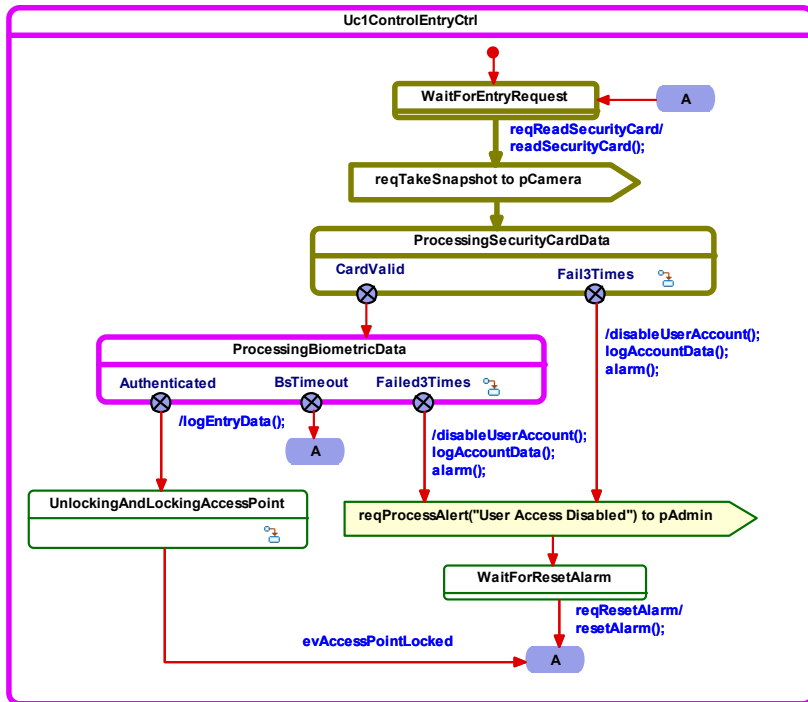 Uc1ControlEntryCtrl
WaitForEntryRequest
A
reqReadSecurityCard/
readSecurityCard();
reqTakeSnapshot to pCamera
ProcessingSecurityCardData
CardValid
Fail3Times
/disableUserAccount();
logAccountData();
alarm();
ProcessingBiometricData
Authenticated
BsTimeout
Failed3Times
/logEntryData();
A
/disableUserAccount();
logAccountData();
alarm();
UnlockingAndLockingAccessPoint
reqProcessAlert("User Access Disabled") to pAdmin
WaitForResetAlarm
reqResetAlarm/
resetAlarm();
evAccessPointLocked
A